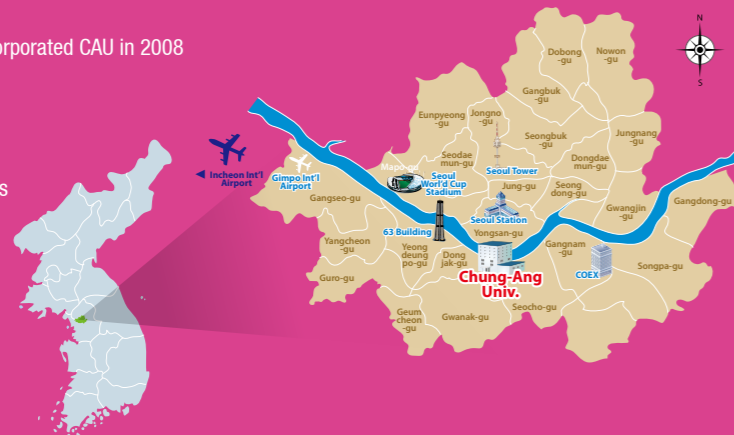 orporated CAU in 2008
s
N
S
Dobong
-gu
Nowon
-gu
Gangbuk
-gu
Eunpyeong
-gu
Jongno
-gu
Seongbuk
-gu
Jungnang
-gu
Seodae
mun-gu
Dongdae
mun-gu
Mapo-gu
Seoul
World Cup
Stadium
Seoul Tower
Jung-gu
Seong
dong-gu
Incheon Int'l
Airport
Gimpo Int'l
Airport
Gangseo-gu
Gwangjin
-gu
Gangdong-gu
Seoul Station
63 Building
Yongsan-gu
Yangcheon
-gu
Yeong
deung
po-gu
Dong
jak-gu
Gangnam
-gu
Songpa-gu
COEX
Guro-gu
Chung-Ang
Univ.
Seocho-gu
Geum
cheon
-gu
Gwanak-gu